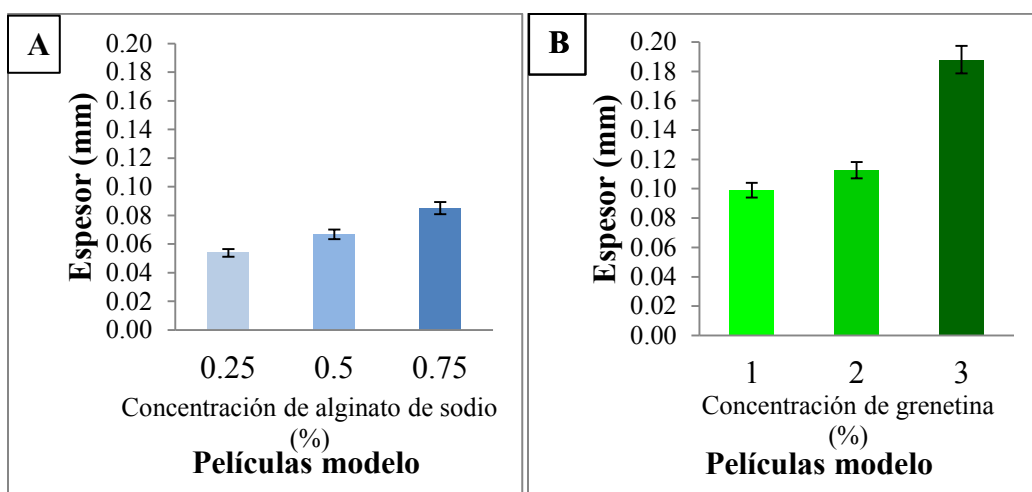 A
Espesor (mm)
0.20
0.18
0.16
0.14
0.12
0.10
0.08
0.06
0.04
0.02
0.00
0.25 0.5 0.75
Concentración de alginato de sodio
(%)
Películas modelo
B
Espesor (mm)
0.20
0.18
0.16
0.14
0.12
0.10
0.08
0.06
0.04
0.02
0.00
1 2 3
Concentración de grenetina
(%)
Películas modelo